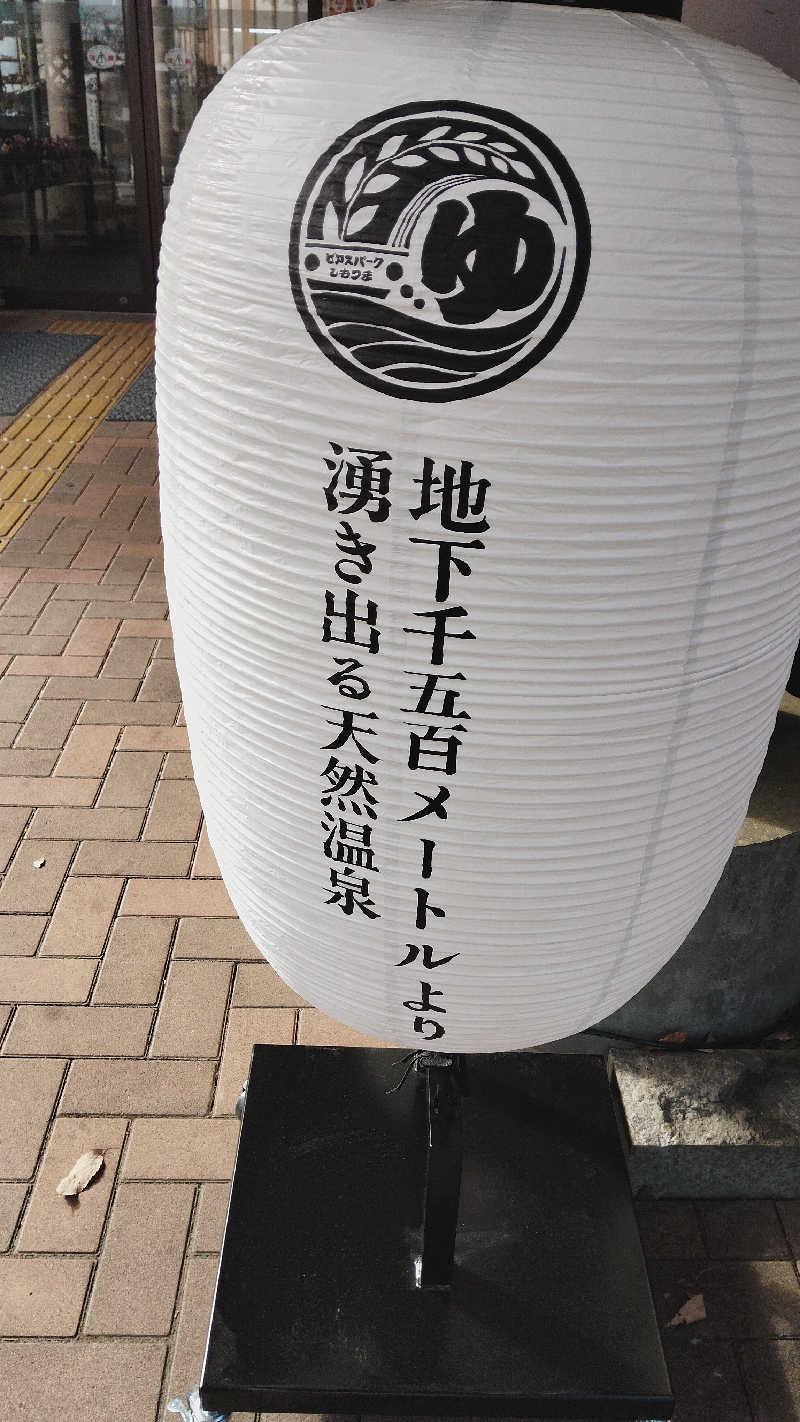 ゆ
ビアスパーク
しもつま
地下千五百メートルより
湧き出る天然温泉